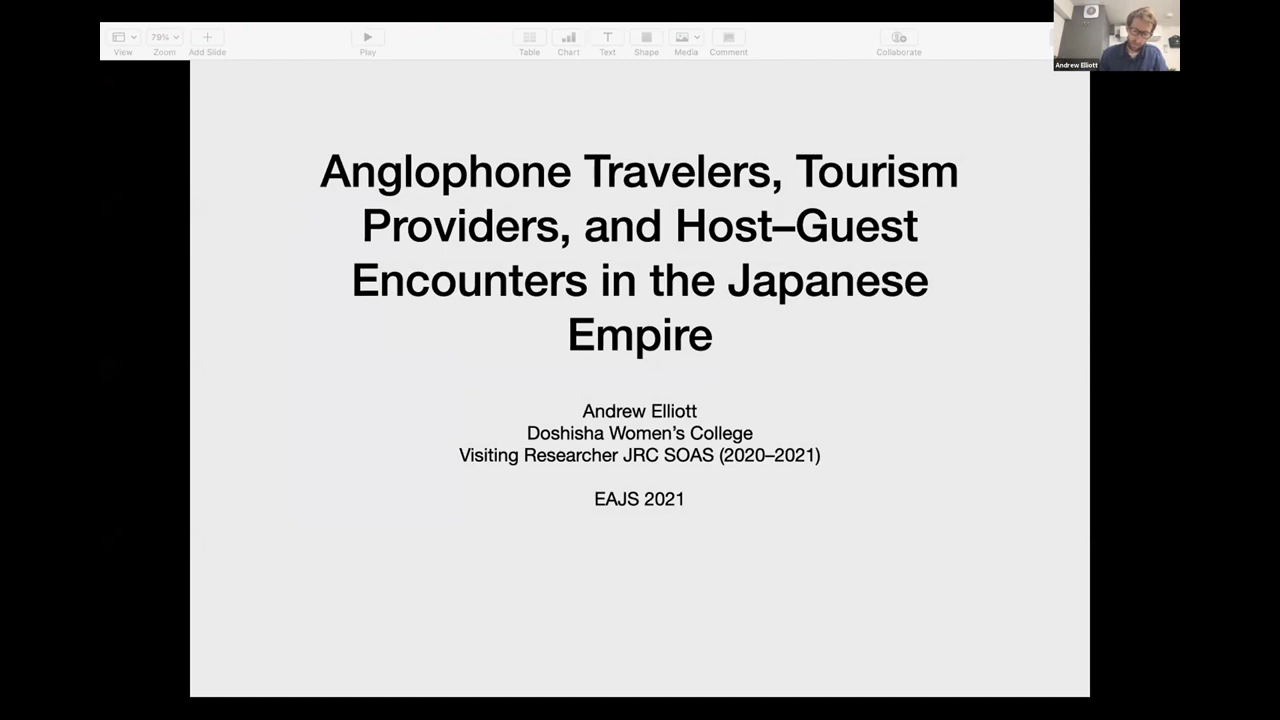 79%
View
Zoom
Add Slide
Play
Table
Chart
Text
Shape
Media
Comment
Collaborate
Andrew Elliott
Anglophone Travelers, Tourism
Providers, and Host–Guest
Encounters in the Japanese
Empire
Andrew Elliott
Doshisha Women's College
Visiting Researcher JRC SOAS (2020–2021)
EAJS 2021